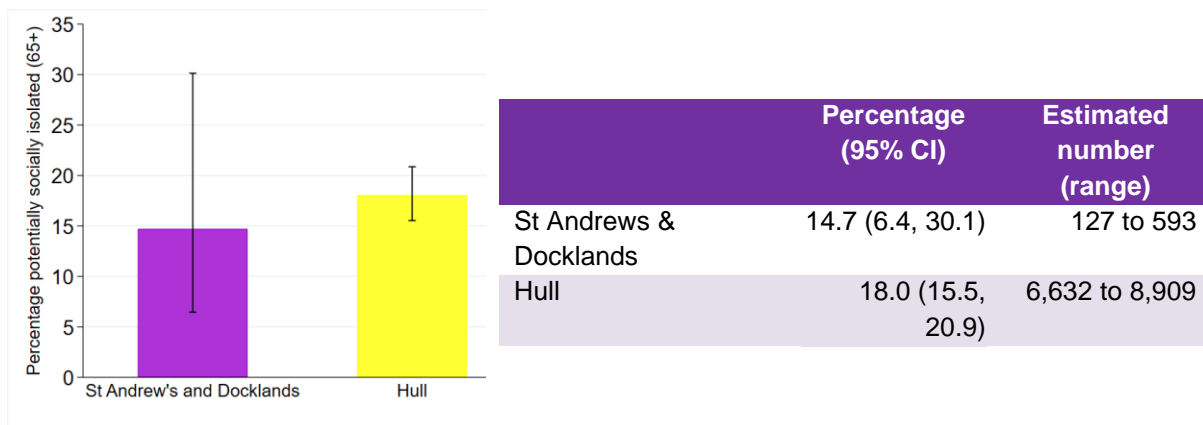 Percentage potentially socially isolated (65+)
35
30
25
20
15
10
5
0
St Andrew's and Docklands
Hull
Percentage
(95% CI)
Estimated
number
(range)
St Andrews &
Docklands
14.7 (6.4, 30.1)
127 to 593
Hull
18.0 (15.5,
20.9)
6,632 to 8,909